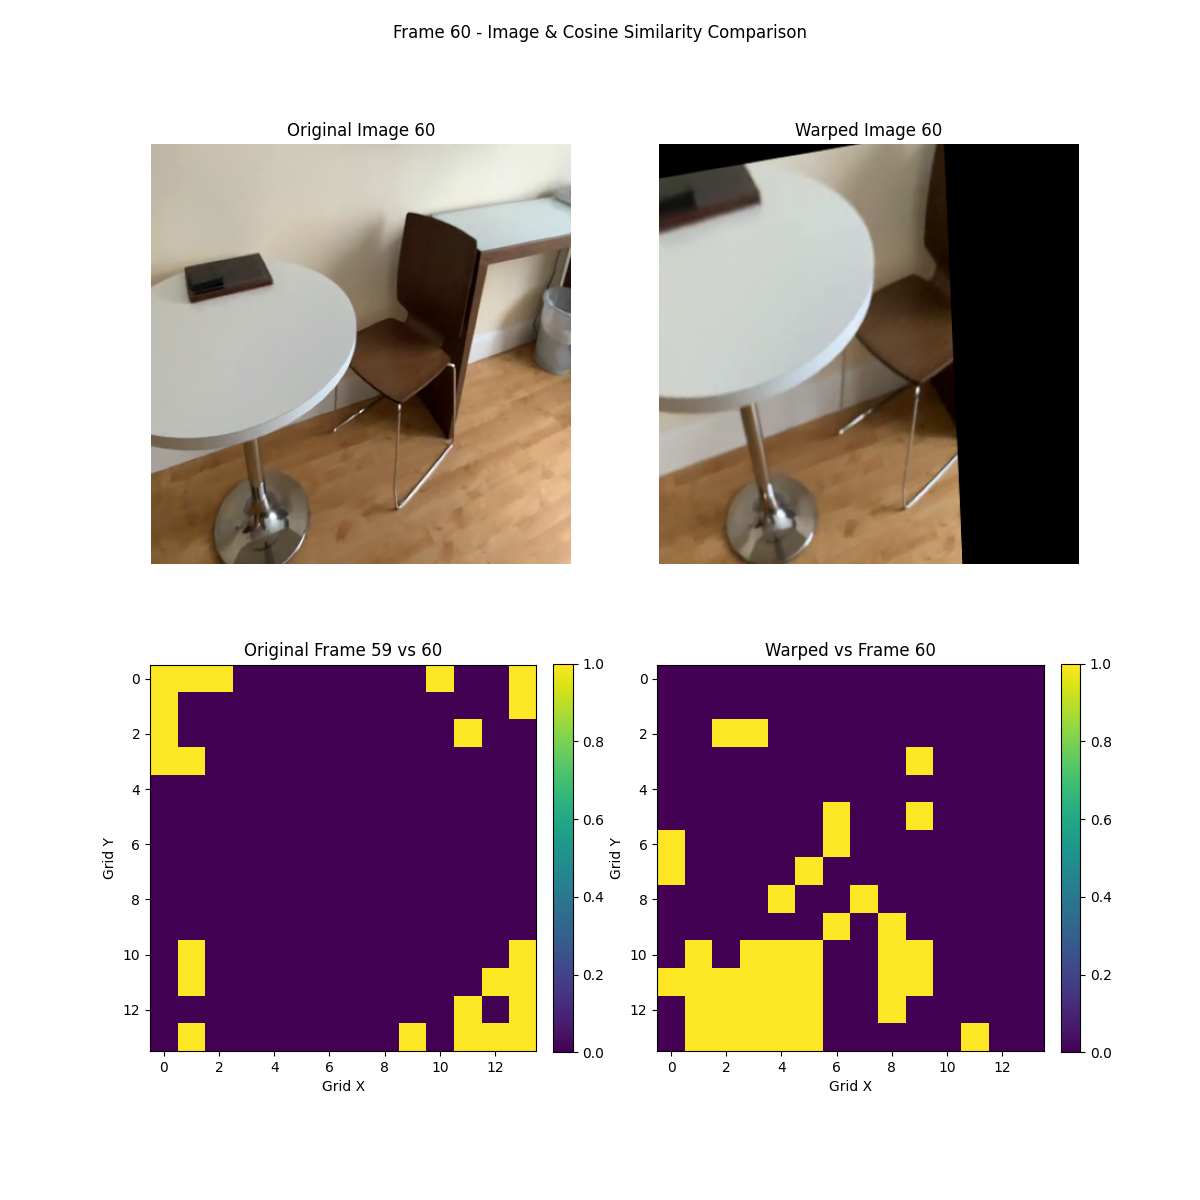 Frame 60 - Image & Cosine Similarity Comparison
Original Image 60
Warped Image 60
Original Frame 59 vs 60
Warped vs Frame 60
0
2
4
6
8
10
12
Grid Y
0 2 4 6 8 10 12
Grid X
1.0
0.8
0.6
0.4
0.2
0.0
0
2
4
6
8
10
12
Grid Y
0 2 4 6 8 10 12
Grid X
1.0
0.8
0.6
0.4
0.2
0.0